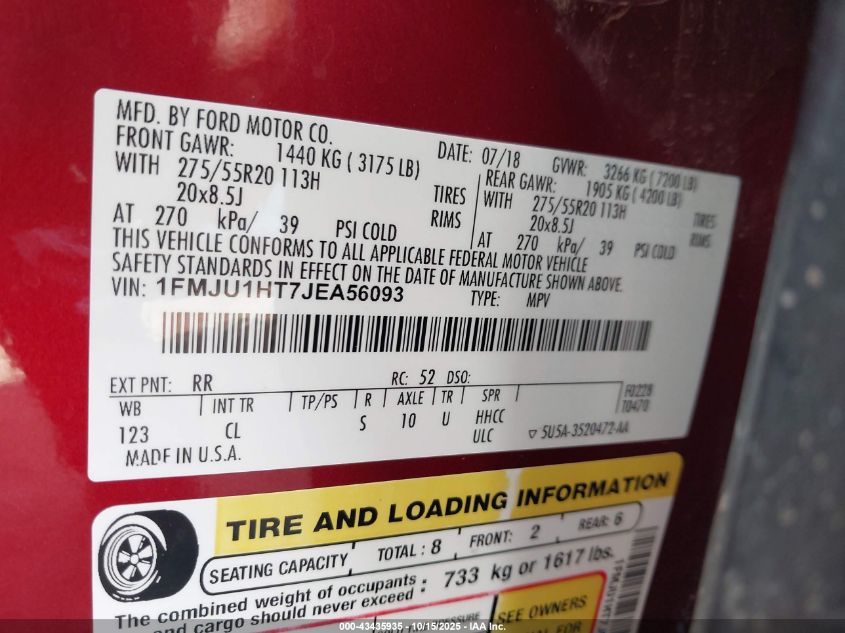 MFD. BY FORD MOTOR CO.
DATE: 07/18 GVWR: 3266 KG (7200 LB)
FRONT GAWR: 1440 KG (3175 LB)
WITH 275/55R20 113H TIRES
20x8.5J RIMS
AT 270 kPa/ 39 PSI COLD
REAR GAWR: 1905 KG (4200 LB)
WITH 275/55R20 113H TIRES
20x8.5J RIMS
AT 270 kPa/ 39 PSI COLD
THIS VEHICLE CONFORMS TO ALL APPLICABLE FEDERAL MOTOR VEHICLE
SAFETY STANDARDS IN EFFECT ON THE DATE OF MANUFACTURE SHOWN ABOVE.
VIN: 1FMJU1HT7JEA56093 TYPE: MPV
EXT PNT: RR RC: 52 DSO:
WB INT TR TP/PS R AXLE TR SPR
123 CL S 10 U HHCC
ULC
F0228
T0470
▽ 5U5A-3520472-AA
MADE IN U.S.A.
TIRE AND LOADING INFORMATION
SEATING CAPACITY TOTAL : 8 FRONT: 2 REAR: 6
The combined weight of occupants : 733 kg or 1617 lbs.
and cargo should never exceed
SEE OWNERS
MANUAL FOR
000-43435935 - 10/15/2025 - IAA Inc.